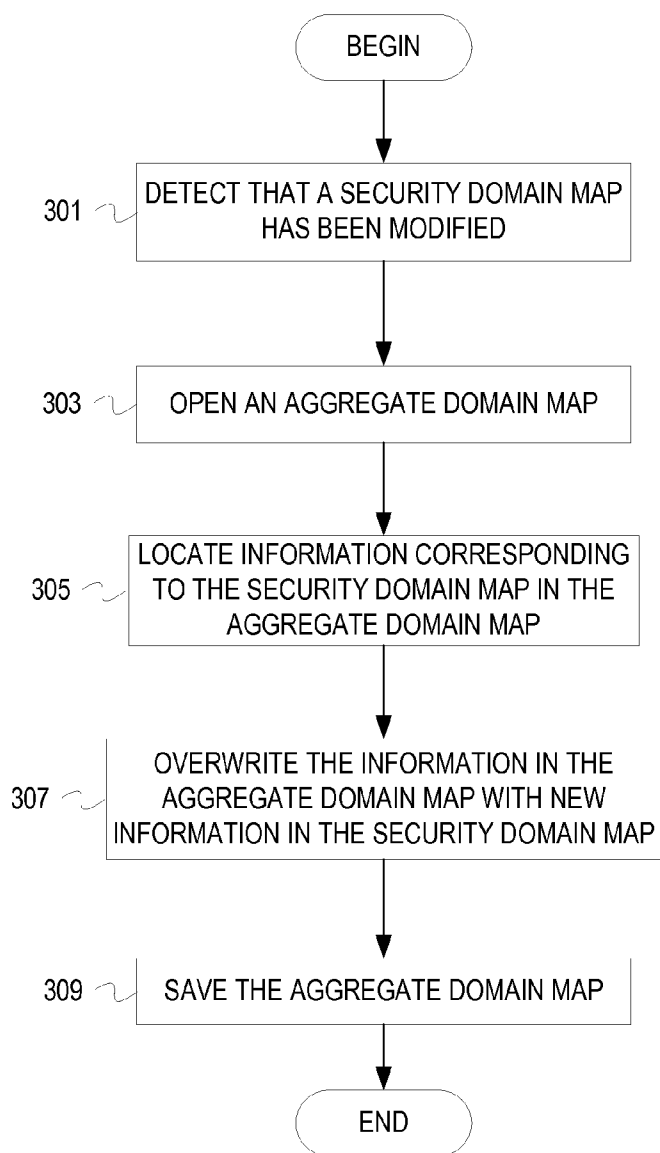 BEGIN
301
DETECT THAT A SECURITY DOMAIN MAP
HAS BEEN MODIFIED
303
OPEN AN AGGREGATE DOMAIN MAP
305
LOCATE INFORMATION CORRESPONDING
TO THE SECURITY DOMAIN MAP IN THE
AGGREGATE DOMAIN MAP
307
OVERWRITE THE INFORMATION IN THE
AGGREGATE DOMAIN MAP WITH NEW
INFORMATION IN THE SECURITY DOMAIN MAP
309
SAVE THE AGGREGATE DOMAIN MAP
END